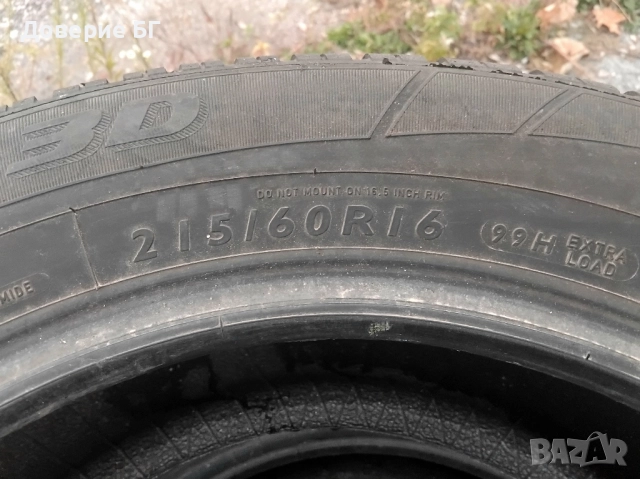 Доверие БГ
3D
DO NOT MOUNT ON 16.5 INCH RIM
215/60R16
99H EXTRA
LOAD
BAZAR